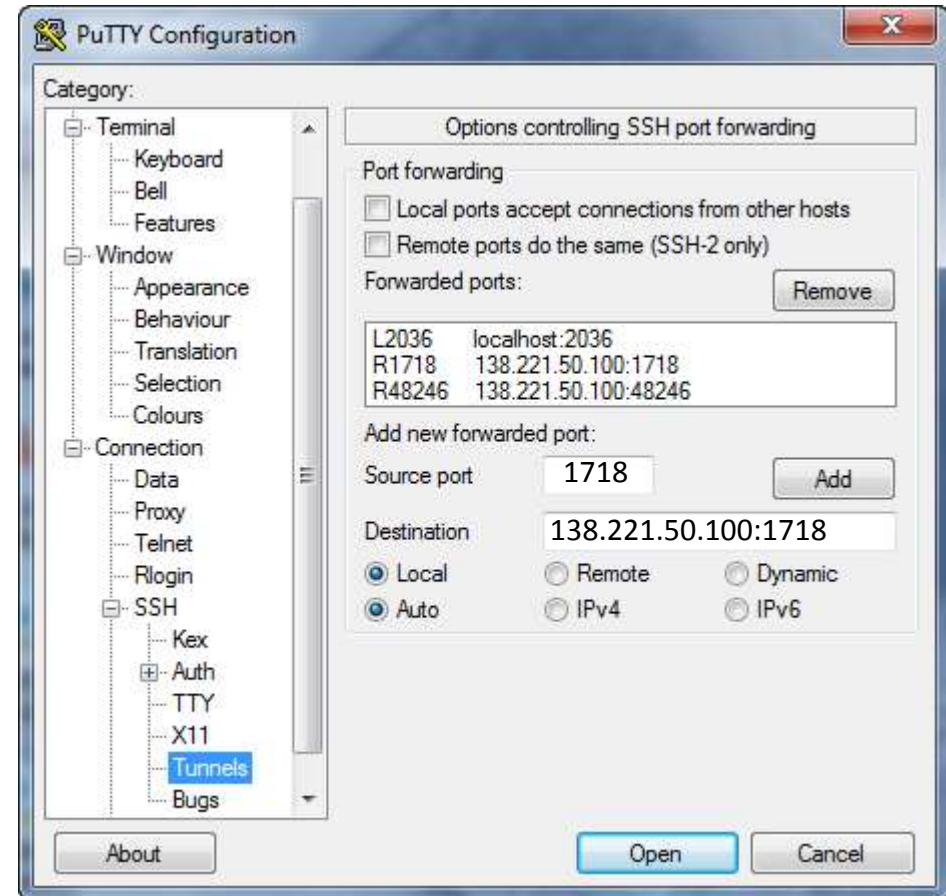 PuTTY Configuration
Category:
Terminal
Keyboard
Bell
Features
Window
Appearance
Behaviour
Translation
Selection
Colours
Connection
Data
Proxy
Telnet
Rlogin
SSH
Kex
Auth
TTY
X11
Tunnels
Bugs
Options controlling SSH port forwarding
Port forwarding
Local ports accept connections from other hosts
Remote ports do the same (SSH-2 only)
Forwarded ports: Remove
L2036 localhost:2036
R1718 138.221.50.100:1718
R48246 138.221.50.100:48246
Add new forwarded port:
Source port 1718 Add
Destination 138.221.50.100:1718
Local Remote Dynamic
Auto IPv4 IPv6
About Open Cancel